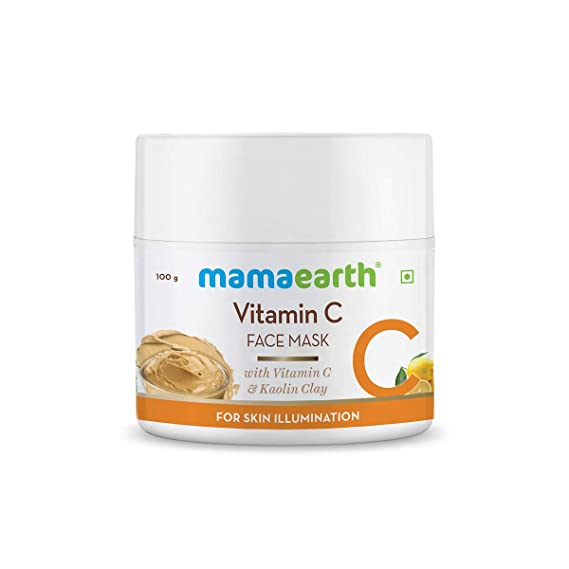 100 g
mamaearth®
Vitamin C
FACE MASK
with Vitamin C
& Kaolin Clay
C
FOR SKIN ILLUMINATION